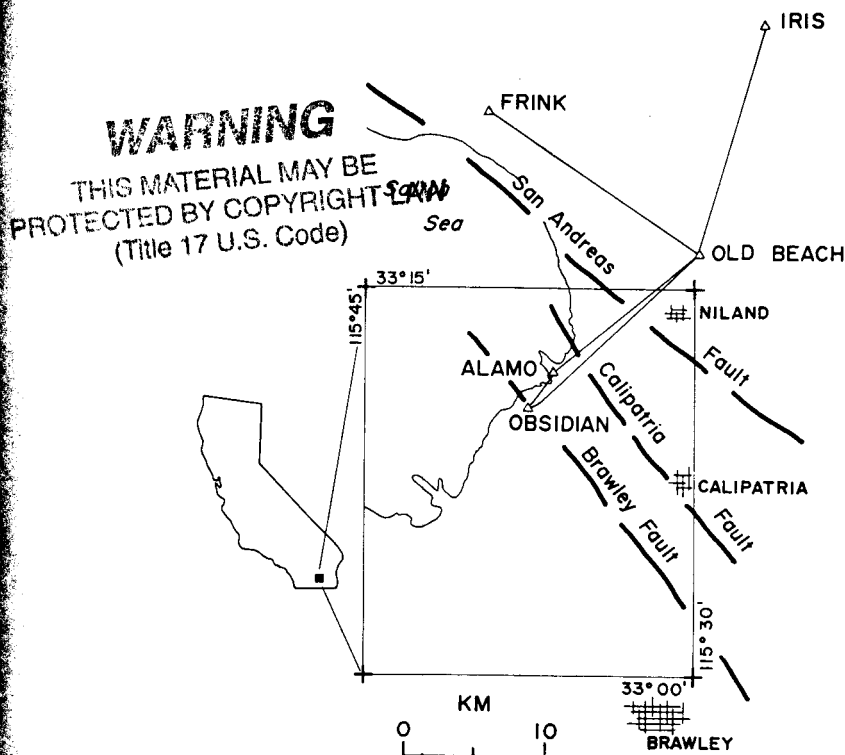 IRIS
FRINK
WARNING
THIS MATERIAL MAY BE
PROTECTED BY COPYRIGHT LAW
(Title 17 U.S. Code)
Sea
San Andreas
Fault
OLD BEACH
33°15'
115°45'
NILAND
ALAMO
OBSIDIAN
Calipatria
Fault
CALIPATRIA
Brawley Fault
115°30'
33°00'
KM
0 10
BRAWLEY